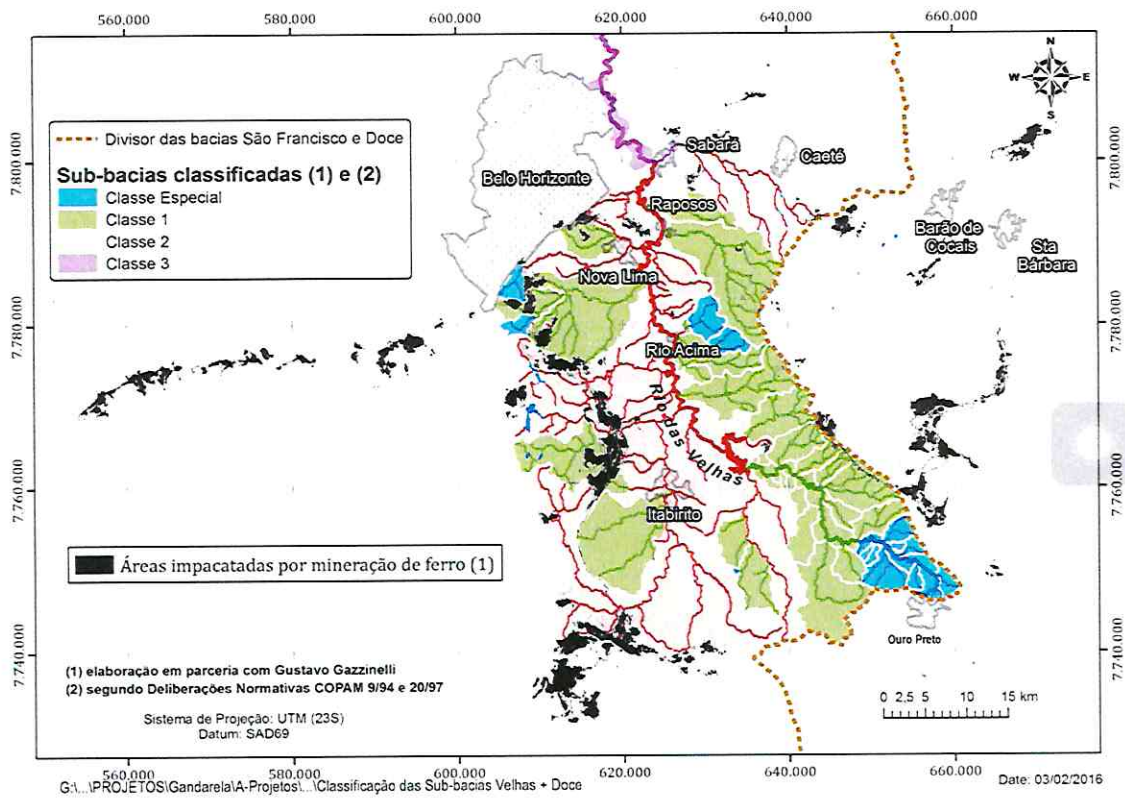 560.000 580.000 600.000 620.000 640.000 660.000
N
W E
S
Divisor das bacias São Francisco e Doce
Sub-bacias classificadas (1) e (2)
Classe Especial
Classe 1
Classe 2
Classe 3
7.800.000
7.800.000
Sabará
Caeté
Belo Horizonte
Raposos
Barão de
Cocais
Sta
Bárbara
Nova Lima
7.780.000
7.780.000
Rio Acima
Rio das Velhas
7.760.000
7.760.000
Itabirito
Áreas impactadas por mineração de ferro (1)
Ouro Preto
7.740.000
7.740.000
(1) elaboração em parceria com Gustavo Gazzinelli
(2) segundo Deliberações Normativas COPAM 9/94 e 20/97
Sistema de Projeção: UTM (23S)
Datum: SAD69
0 2,5 5 10 15 km
560.000 580.000 600.000 620.000 640.000 660.000
G:\...\PROJETOS\Gandarela\A-Projetos\...\Classificação das Sub-bacias Velhas + Doce
Date: 03/02/2016